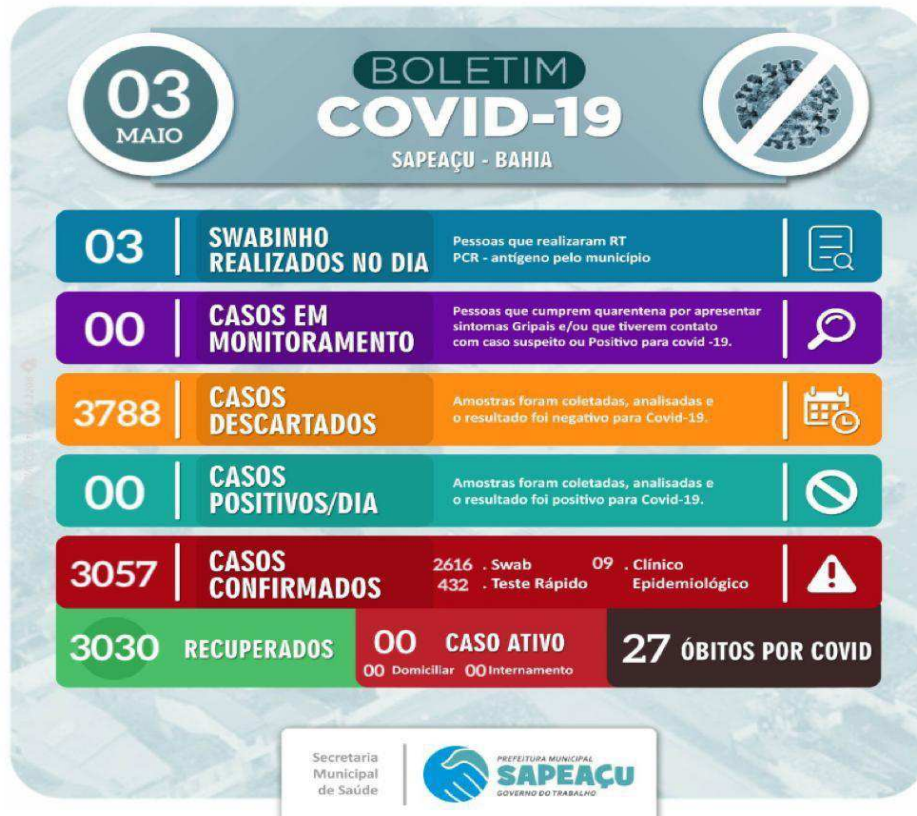 03
MAIO
BOLETIM
COVID-19
SAPEAÇU - BAHIA
03
SWABINHO
REALIZADOS NO DIA
Pessoas que realizaram RT
PCR - antígeno pelo município
00
CASOS EM
MONITORAMENTO
Pessoas que cumprem quarentena por apresentar
sintomas Gripais e/ou que tiverem contato
com caso suspeito ou Positivo para covid -19.
3788
CASOS
DESCARTADOS
Amostras foram coletadas, analisadas e
o resultado foi negativo para Covid-19.
00
CASOS
POSITIVOS/DIA
Amostras foram coletadas, analisadas e
o resultado foi positivo para Covid-19.
3057
CASOS
CONFIRMADOS
2616 . Swab
432 . Teste Rápido
09 . Clínico
Epidemiológico
3030 RECUPERADOS
00 CASO ATIVO
00 Domiciliar 00 Internamento
27 ÓBITOS POR COVID
Secretaria
Municipal
de Saúde
PREFEITURA MUNICIPAL
SAPEAÇU
GOVERNO DO TRABALHO